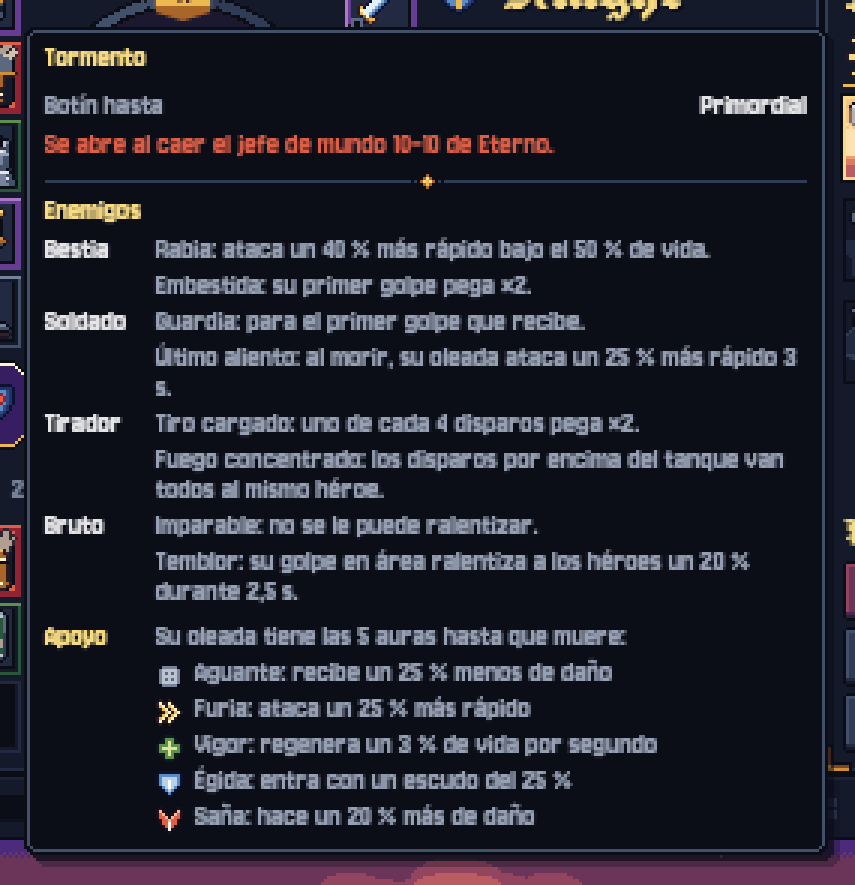 Tormento
Botín hasta Primordial
Se abre al caer el jefe de mundo 10-10 de Eterno.
Enemigos
Bestia Rabia: ataca un 40 % más rápido bajo el 50 % de vida.
Embestida: su primer golpe pega ×2.
Soldado Guardia: para el primer golpe que recibe.
Último aliento: al morir, su oleada ataca un 25 % más rápido 3
s.
Tirador Tiro cargado: uno de cada 4 disparos pega ×2.
Fuego concentrado: los disparos por encima del tanque van
todos al mismo héroe.
Bruto Imparable: no se le puede ralentizar.
Temblor: su golpe en área ralentiza a los héroes un 20 %
durante 2,5 s.
Apoyo Su oleada tiene las 5 auras hasta que muere:
Aguante: recibe un 25 % menos de daño
Furia: ataca un 25 % más rápido
Vigor: regenera un 3 % de vida por segundo
Égida: entra con un escudo del 25 %
Saña: hace un 20 % más de daño
2